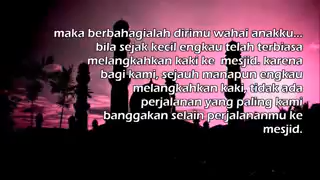 maka berbahagialah dirimu wahai anakku...
bila sejak kecil engkau telah terbiasa
melangkahkan kaki ke mesjid. karena
bagi kami, sejauh manapun engkau
melangkahkan kaki, tidak ada
perjalanan yang paling kami
banggakan selain perjalananmu ke
mesjid.